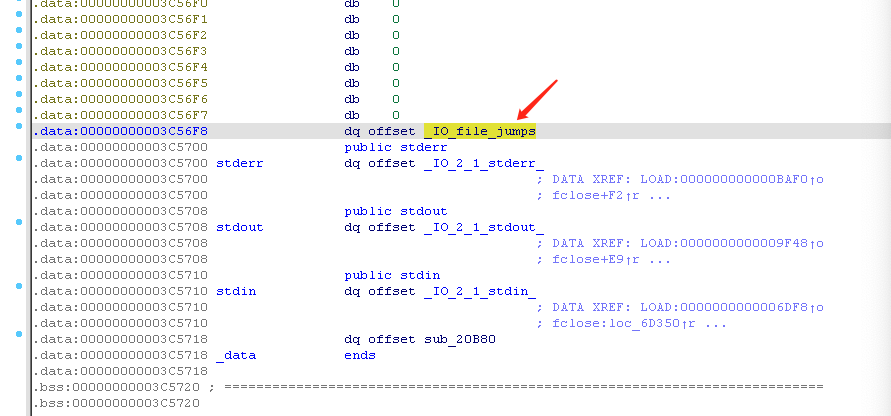 .data:00000000003C56F0 db 0
.data:00000000003C56F1 db 0
.data:00000000003C56F2 db 0
.data:00000000003C56F3 db 0
.data:00000000003C56F4 db 0
.data:00000000003C56F5 db 0
.data:00000000003C56F6 db 0
.data:00000000003C56F7 db 0
.data:00000000003C56F8 dq offset _IO_file_jumps
.data:00000000003C5700 public stderr
.data:00000000003C5700 stderr dq offset _IO_2_1_stderr_
.data:00000000003C5700 ; DATA XREF: LOAD:000000000000BAF0↑o
.data:00000000003C5700 ; fclose+F2↑r ...
.data:00000000003C5708 public stdout
.data:00000000003C5708 stdout dq offset _IO_2_1_stdout_
.data:00000000003C5708 ; DATA XREF: LOAD:0000000000009F48↑o
.data:00000000003C5708 ; fclose+E9↑r ...
.data:00000000003C5710 public stdin
.data:00000000003C5710 stdin dq offset _IO_2_1_stdin_
.data:00000000003C5710 ; DATA XREF: LOAD:0000000000006DF8↑o
.data:00000000003C5710 ; fclose:loc_6D350↑r ...
.data:00000000003C5718 dq offset sub_20B80
.data:00000000003C5718 _data ends
.data:00000000003C5718
.bss:00000000003C5720 ; ===========================================================================
.bss:00000000003C5720